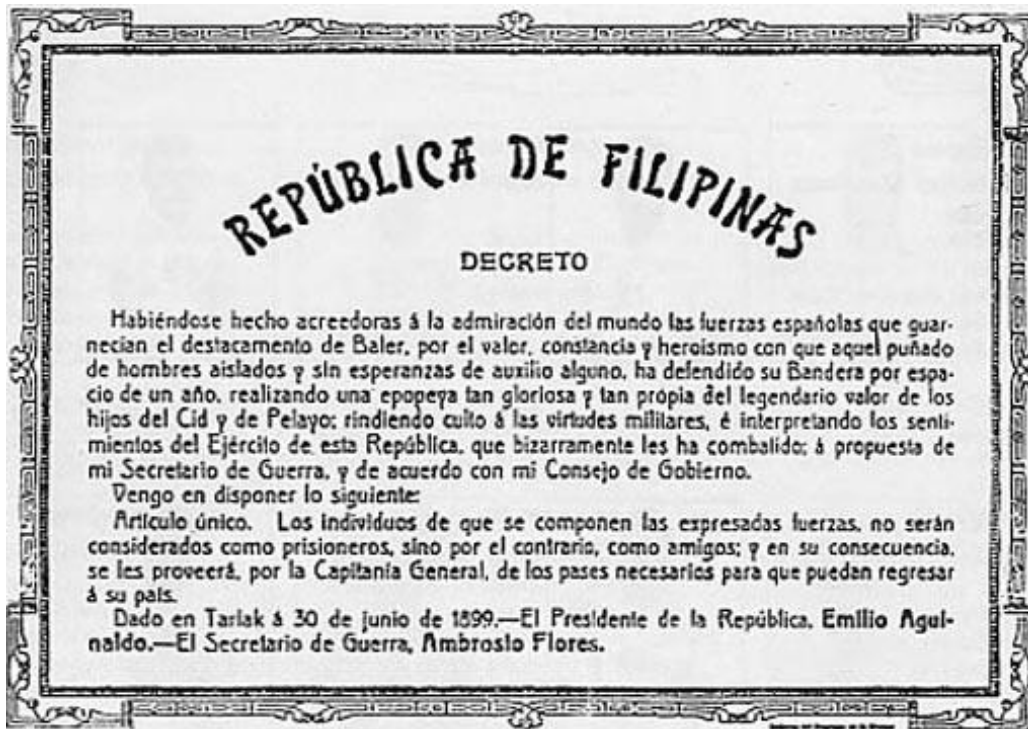 REPÚBLICA DE FILIPINAS
DECRETO
Habiéndose hecho acreedoras á la admiración del mundo las fuerzas españolas que guar-
necían el destacamento de Baler, por el valor, constancia y heroismo con que aquel puñado
de hombres aislados y sin esperanzas de auxilio alguno, ha defendido su Bandera por espa-
cio de un año, realizando una epopeya tan gloriosa y tan propia del legendario valor de los
hijos del Cid y de Pelayo; rindiendo culto á las virtudes militares, é interpretando los senti-
mientos del Ejército de esta República, que bizarramente les ha combatido; á propuesta de
mi Secretario de Guerra, y de acuerdo con mi Consejo de Gobierno.
Vengo en disponer lo siguiente:
Artículo único. Los individuos de que se componen las expresadas fuerzas, no serán
considerados como prisioneros, sino por el contrario, como amigos; y en su consecuencia,
se les proveerá, por la Capitanía General, de los pases necesarios para que puedan regresar
á su país.
Dado en Tarlak á 30 de junio de 1899.—El Presidente de la República, Emilio Agui-
naldo.—El Secretario de Guerra, Ambrosio Flores.